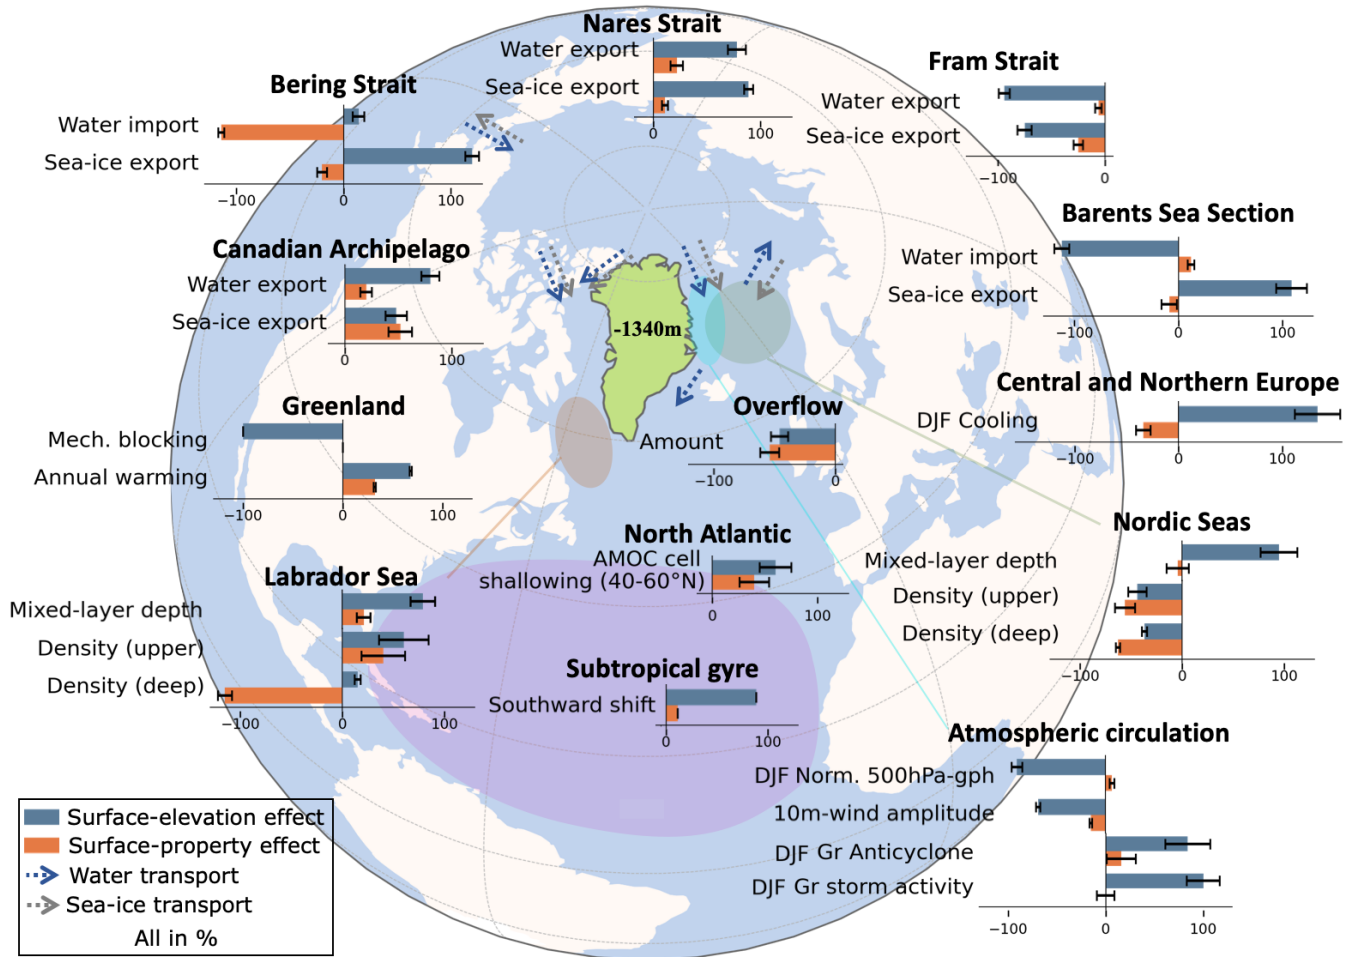 Nares Strait
Water export
Sea-ice export
0 100
Fram Strait
Water export
Sea-ice export
−100 0
Bering Strait
Water import
Sea-ice export
−100 0 100
Barents Sea Section
Water import
Sea-ice export
−100 0 100
Canadian Archipelago
Water export
Sea-ice export
0 100
-1340m
Central and Northern Europe
DJF Cooling
−100 0 100
Greenland
Mech. blocking
Annual warming
−100 0 100
Overflow
Amount
−100 0
Nordic Seas
Mixed-layer depth
Density (upper)
Density (deep)
−100 0 100
North Atlantic
AMOC cell
shallowing (40-60°N)
0 100
Labrador Sea
Mixed-layer depth
Density (upper)
Density (deep)
−100 0 100
Subtropical gyre
Southward shift
0 100
Atmospheric circulation
DJF Norm. 500hPa-gph
10m-wind amplitude
DJF Gr Anticyclone
DJF Gr storm activity
−100 0 100
Surface-elevation effect
Surface-property effect
Water transport
Sea-ice transport
All in %